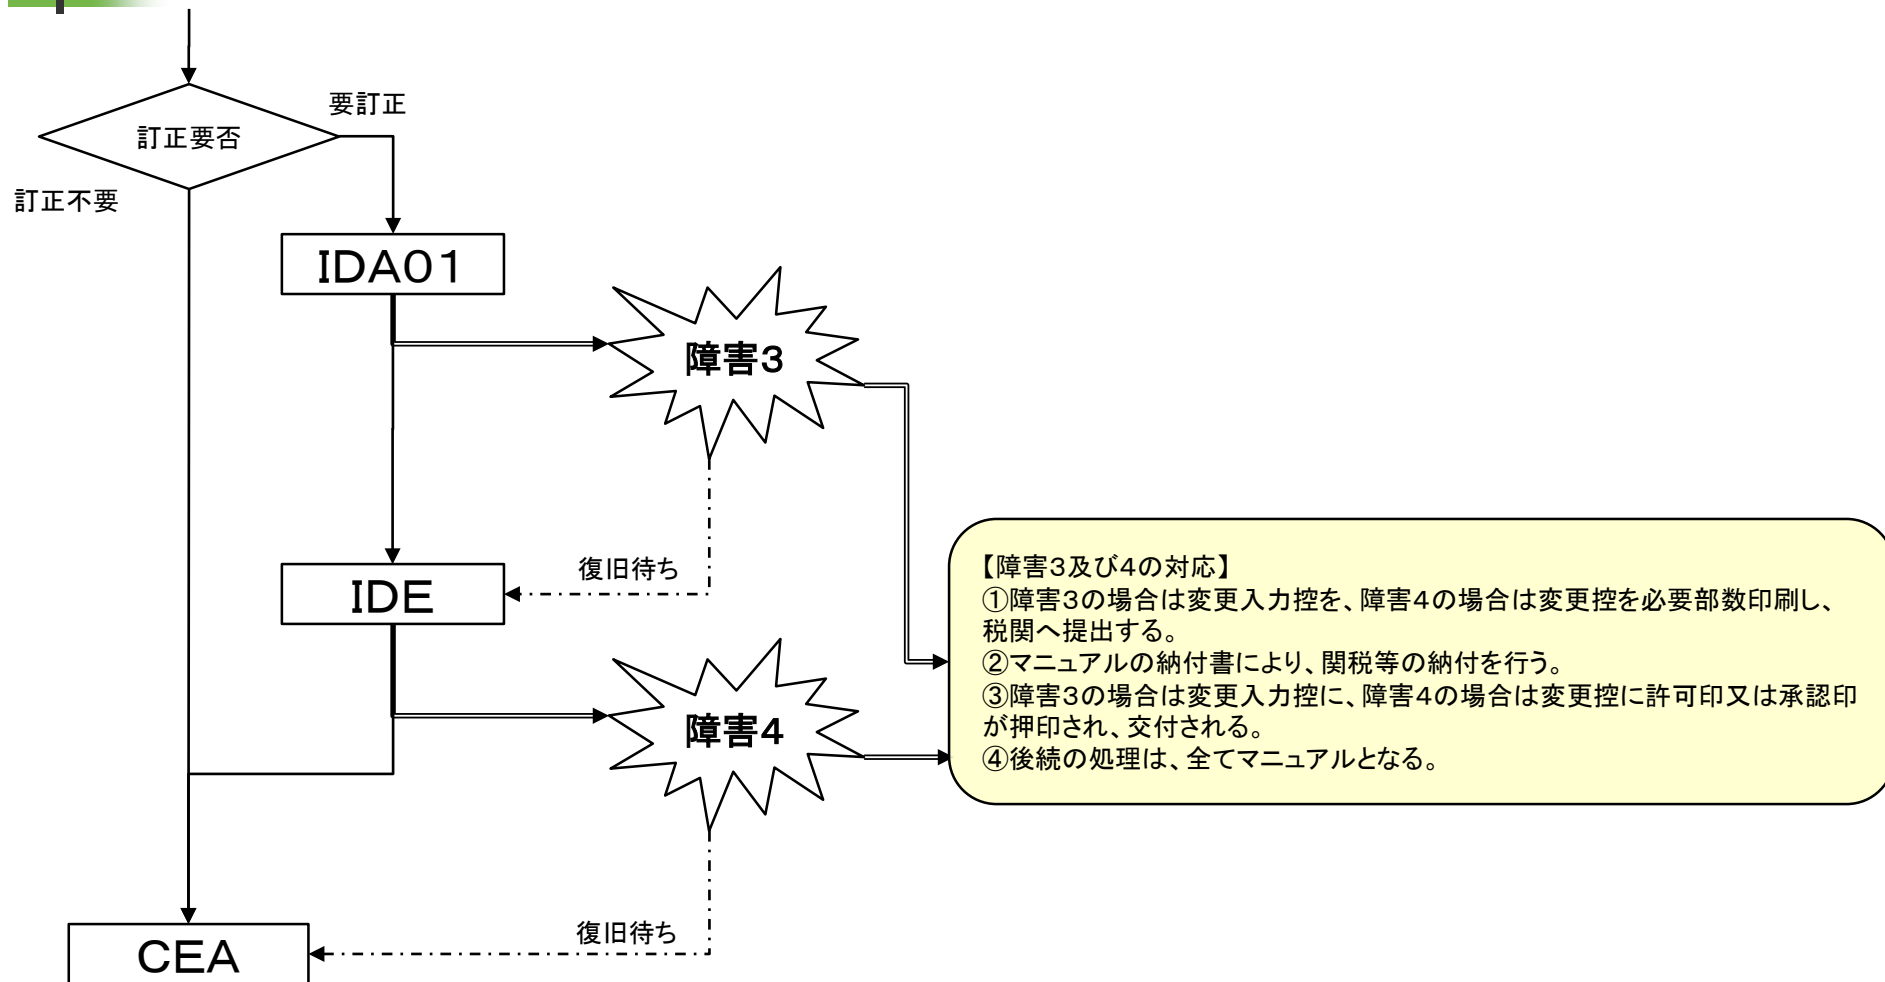 要訂正
訂正要否
訂正不要
IDA01
障害3
復旧待ち
IDE
【障害3及び4の対応】
①障害3の場合は変更入力控を、障害4の場合は変更控を必要部数印刷し、
税関へ提出する。
②マニュアルの納付書により、関税等の納付を行う。
③障害3の場合は変更入力控に、障害4の場合は変更控に許可印又は承認印
が押印され、交付される。
④後続の処理は、全てマニュアルとなる。
障害4
復旧待ち
CEA